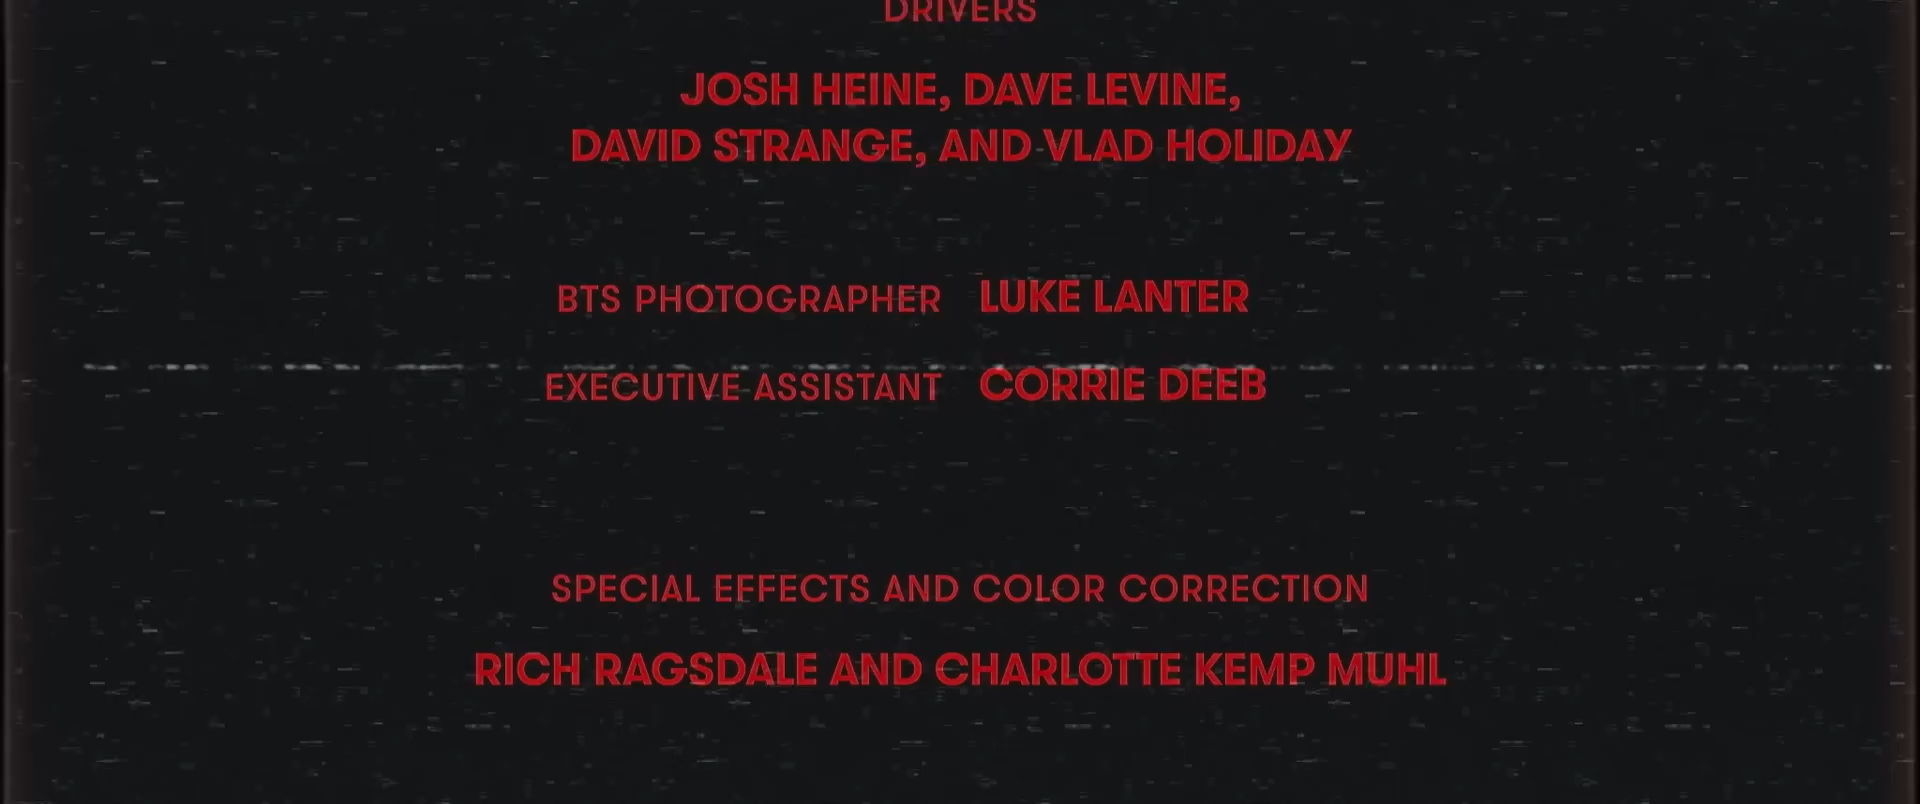 DRIVERS
JOSH HEINE, DAVE LEVINE,
DAVID STRANGE, AND VLAD HOLIDAY
BTS PHOTOGRAPHER LUKE LANTER
EXECUTIVE ASSISTANT CORRIE DEEB
SPECIAL EFFECTS AND COLOR CORRECTION
RICH RAGSDALE AND CHARLOTTE KEMP MUHL